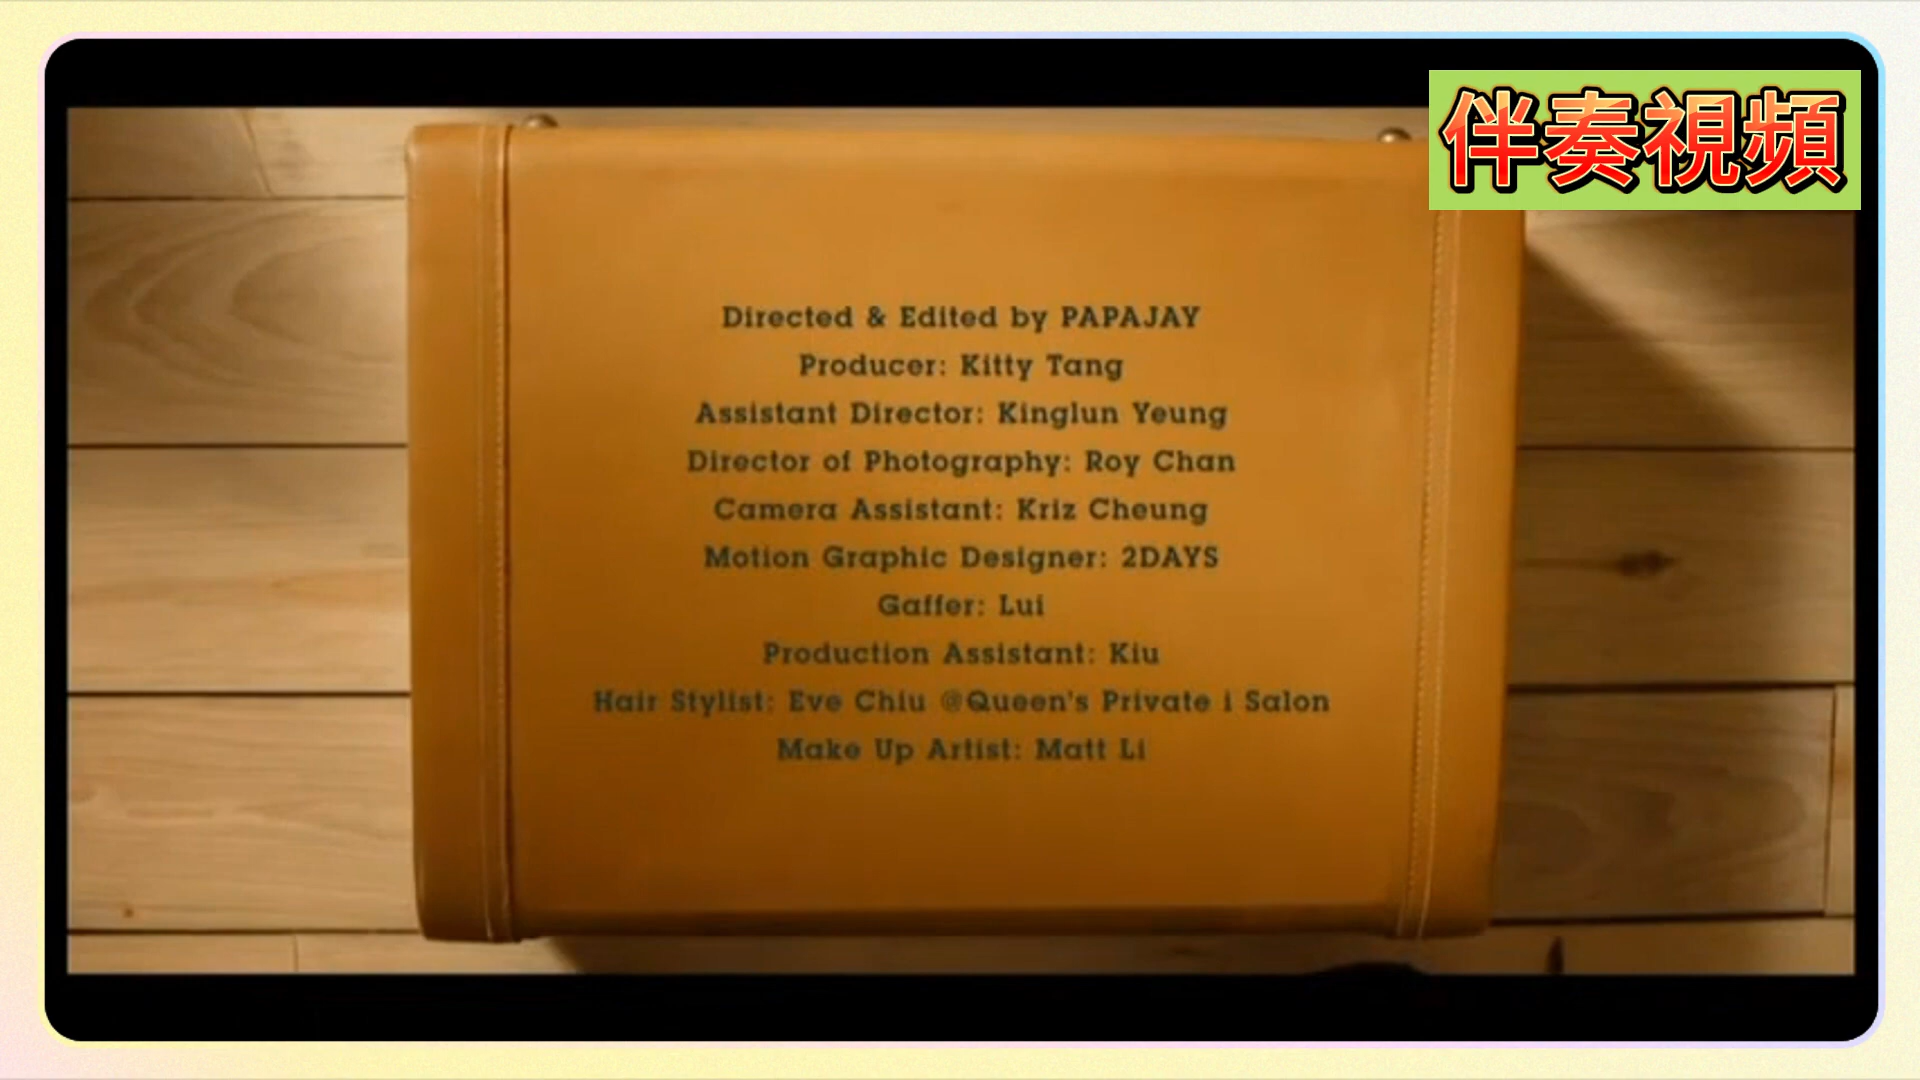 伴奏視頻
Directed & Edited by PAPAJAY
Producer: Kitty Tang
Assistant Director: Kinglun Yeung
Director of Photography: Roy Chan
Camera Assistant: Kriz Cheung
Motion Graphic Designer: 2DAYS
Gaffer: Lui
Production Assistant: Kiu
Hair Stylist: Eve Chiu @Queen's Private i Salon
Make Up Artist: Matt Li